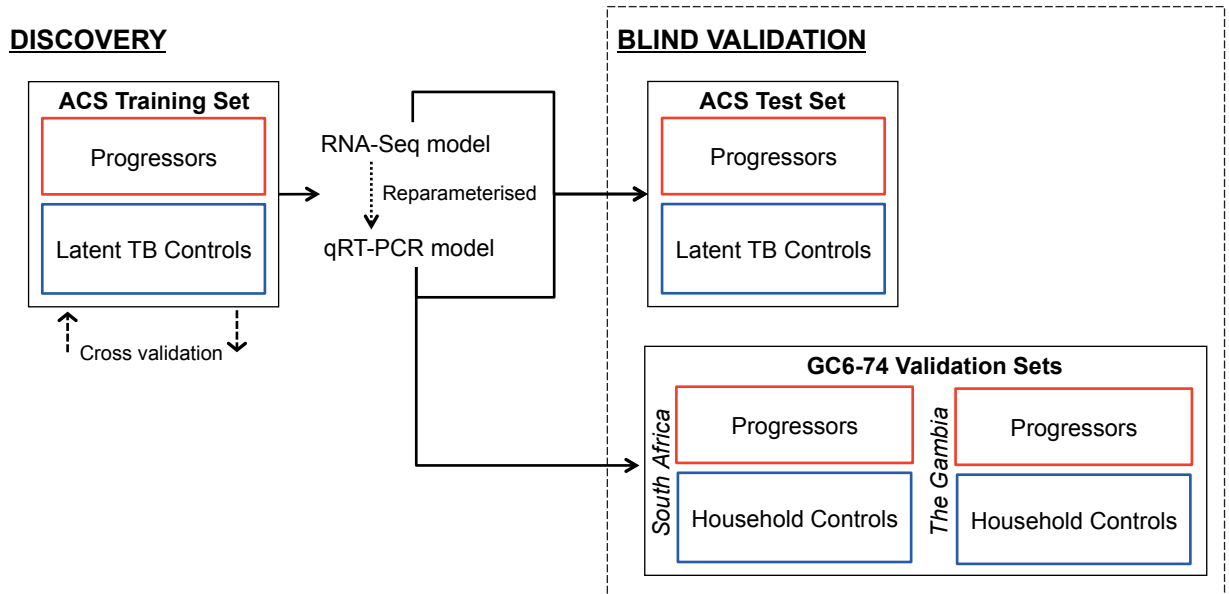 DISCOVERY
ACS Training Set
Progressors
Latent TB Controls
Cross validation
RNA-Seq model
Reparameterised
qRT-PCR model
BLIND VALIDATION
ACS Test Set
Progressors
Latent TB Controls
GC6-74 Validation Sets
South Africa
Progressors
Household Controls
The Gambia
Progressors
Household Controls